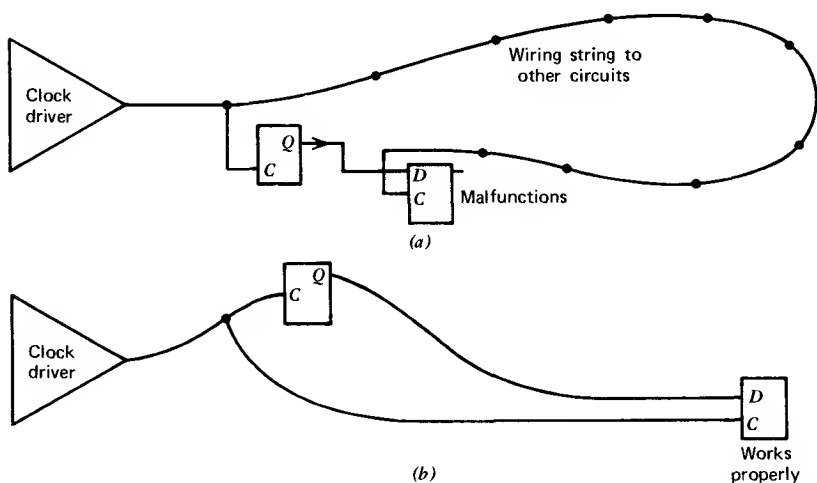 Wiring string to
other circuits
Clock
driver
Q
C
D
C
Malfunctions
(a)
Q
C
Clock
driver
D
C
Works
properly
(b)